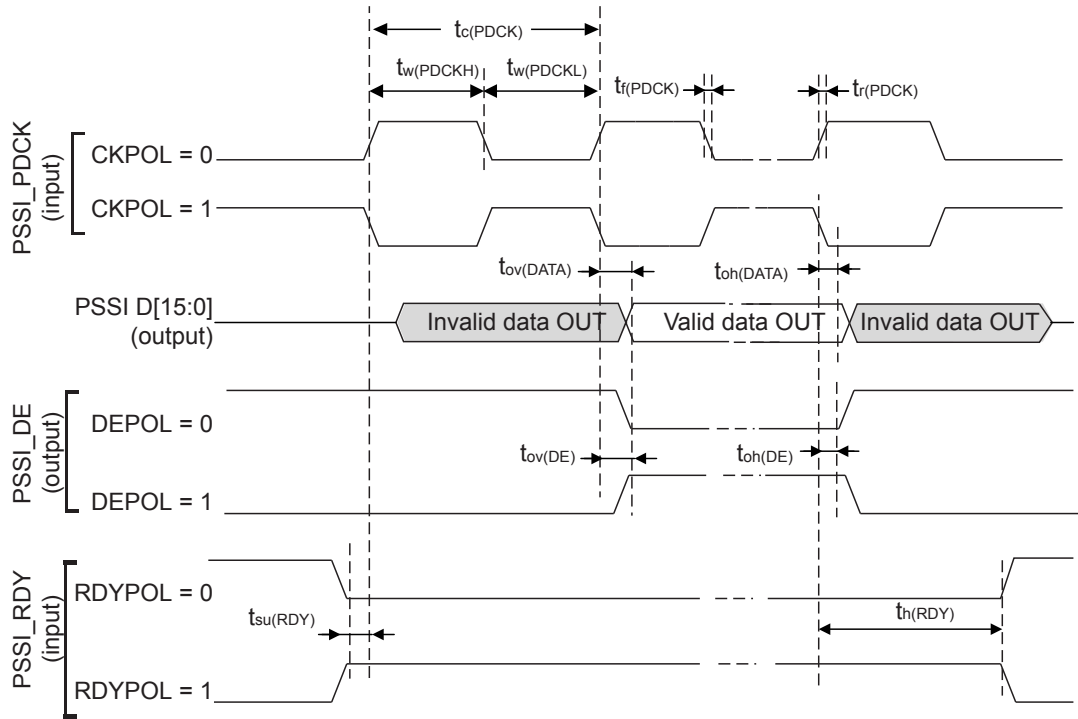 tc(PDCK)
tw(PDCKH)
tw(PDCKL)
tf(PDCK)
tr(PDCK)
PSSI_PDCK
(input)
CKPOL = 0
CKPOL = 1
tov(DATA)
toh(DATA)
PSSI D[15:0]
(output)
Invalid data OUT
Valid data OUT
Invalid data OUT
PSSI_DE
(output)
DEPOL = 0
tov(DE)
toh(DE)
DEPOL = 1
PSSI_RDY
(input)
RDYPOL = 0
tsu(RDY)
th(RDY)
RDYPOL = 1